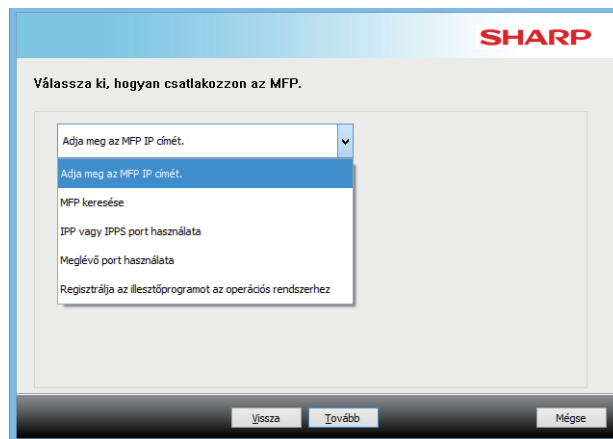 SHARP
Válassza ki, hogyan csatlakozzon az MFP.
Adja meg az MFP IP címét.
Adja meg az MFP IP címét.
MFP keresése
IPP vagy IPPS port használata
Meglévő port használata
Regisztrálja az illesztőprogramot az operációs rendszerhez
Vissza Tovább Mégse